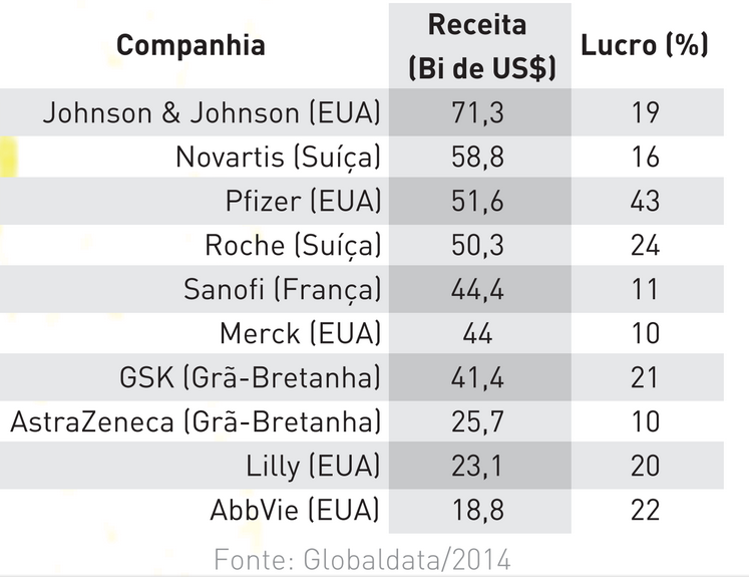 Companhia Receita (Bi de US$) Lucro (%)
Johnson & Johnson (EUA) 71,3 19
Novartis (Suíça) 58,8 16
Pfizer (EUA) 51,6 43
Roche (Suíça) 50,3 24
Sanofi (França) 44,4 11
Merck (EUA) 44 10
GSK (Grã-Bretanha) 41,4 21
AstraZeneca (Grã-Bretanha) 25,7 10
Lilly (EUA) 23,1 20
AbbVie (EUA) 18,8 22
Fonte: Globaldata/2014